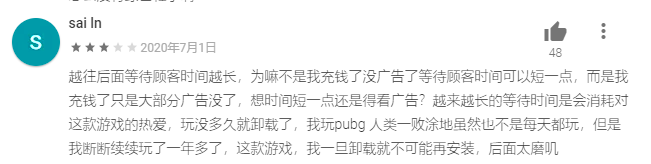 sai ln
S
2020年7月1日
48
越往后面等待顾客时间越长，为嘛不是我充钱了没广告了等待顾客时间可以短一点，而是我
充钱了只是大部分广告没了，想时间短一点还是得看广告？越来越长的等待时间是会消耗对
这款游戏的热爱，玩没多久就卸载了，我玩pubg 人类一败涂地虽然也不是每天都玩，但是
我断断续续玩了一年多了，这款游戏，我一旦卸载就不可能再安装，后面太磨叽